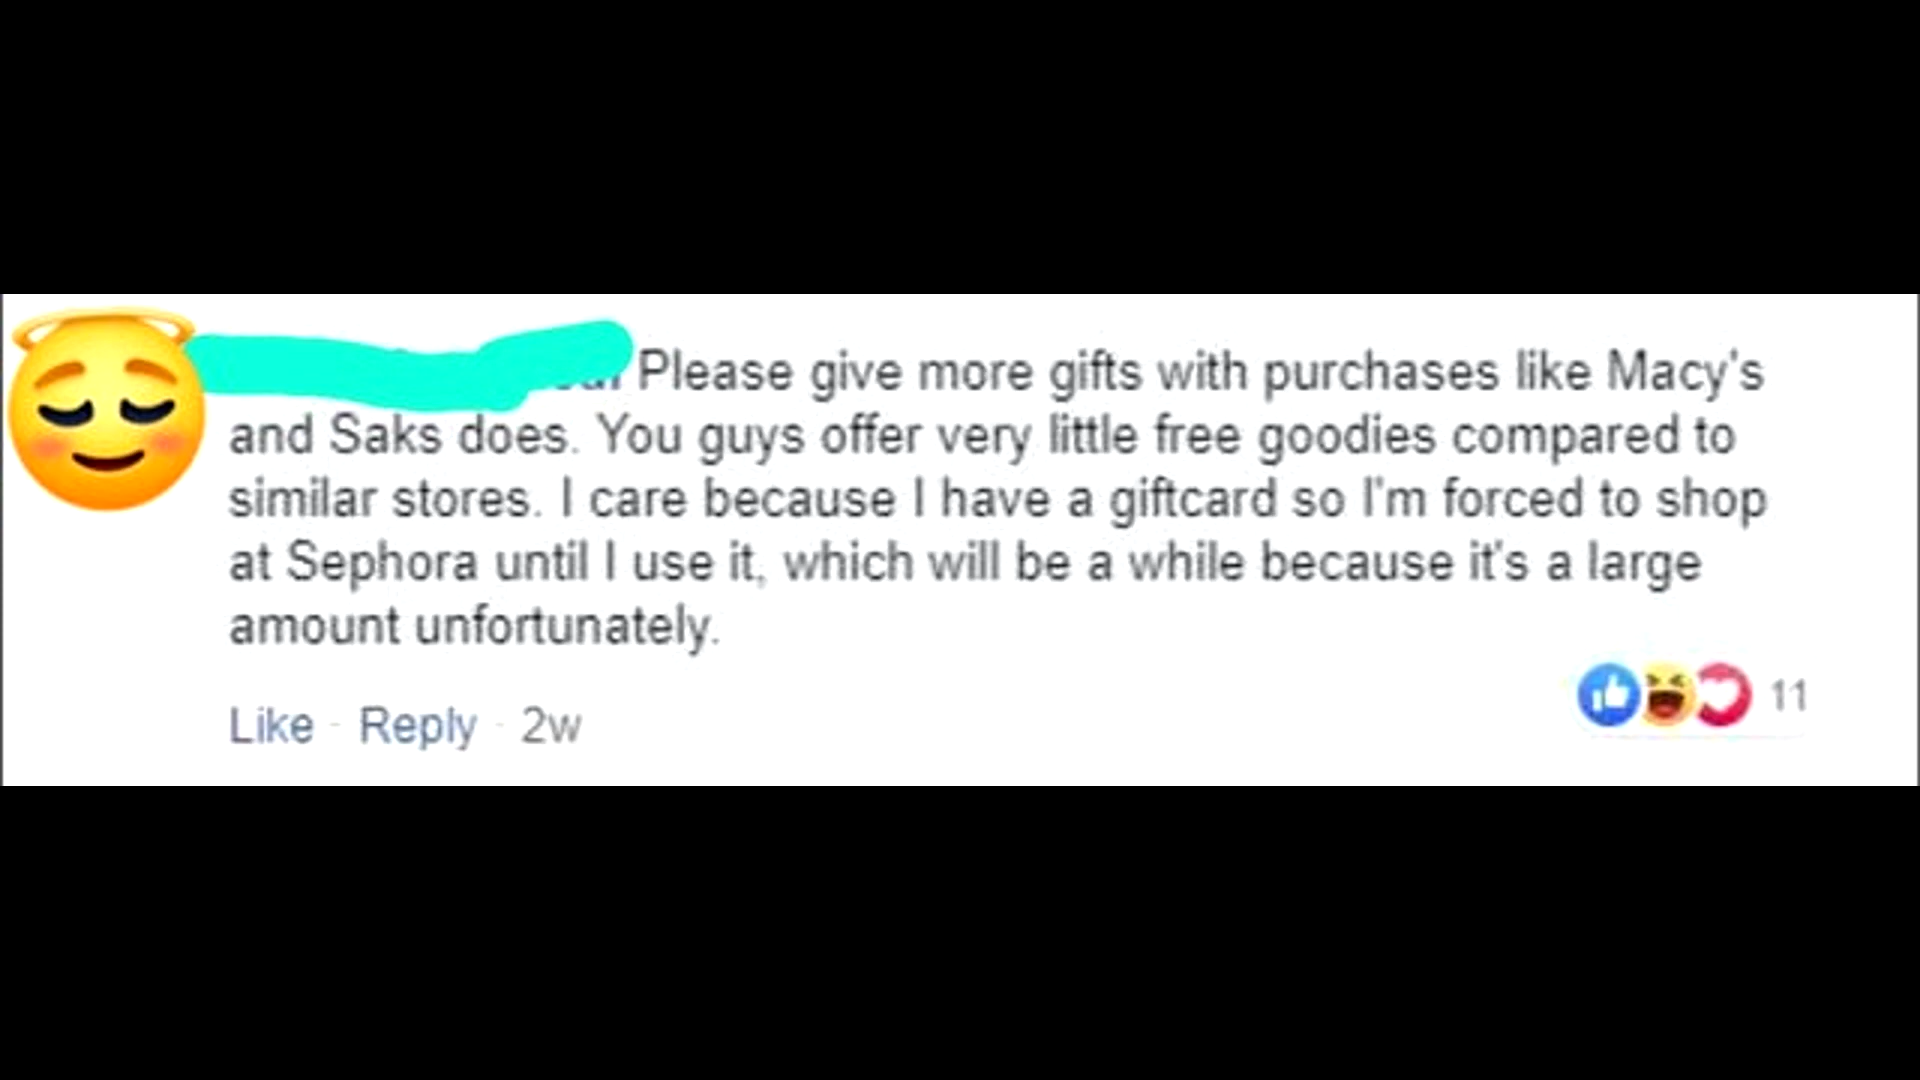 Please give more gifts with purchases like Macy's
and Saks does. You guys offer very little free goodies compared to
similar stores. I care because I have a giftcard so I'm forced to shop
at Sephora until I use it, which will be a while because it's a large
amount unfortunately.
11
Like · Reply · 2w